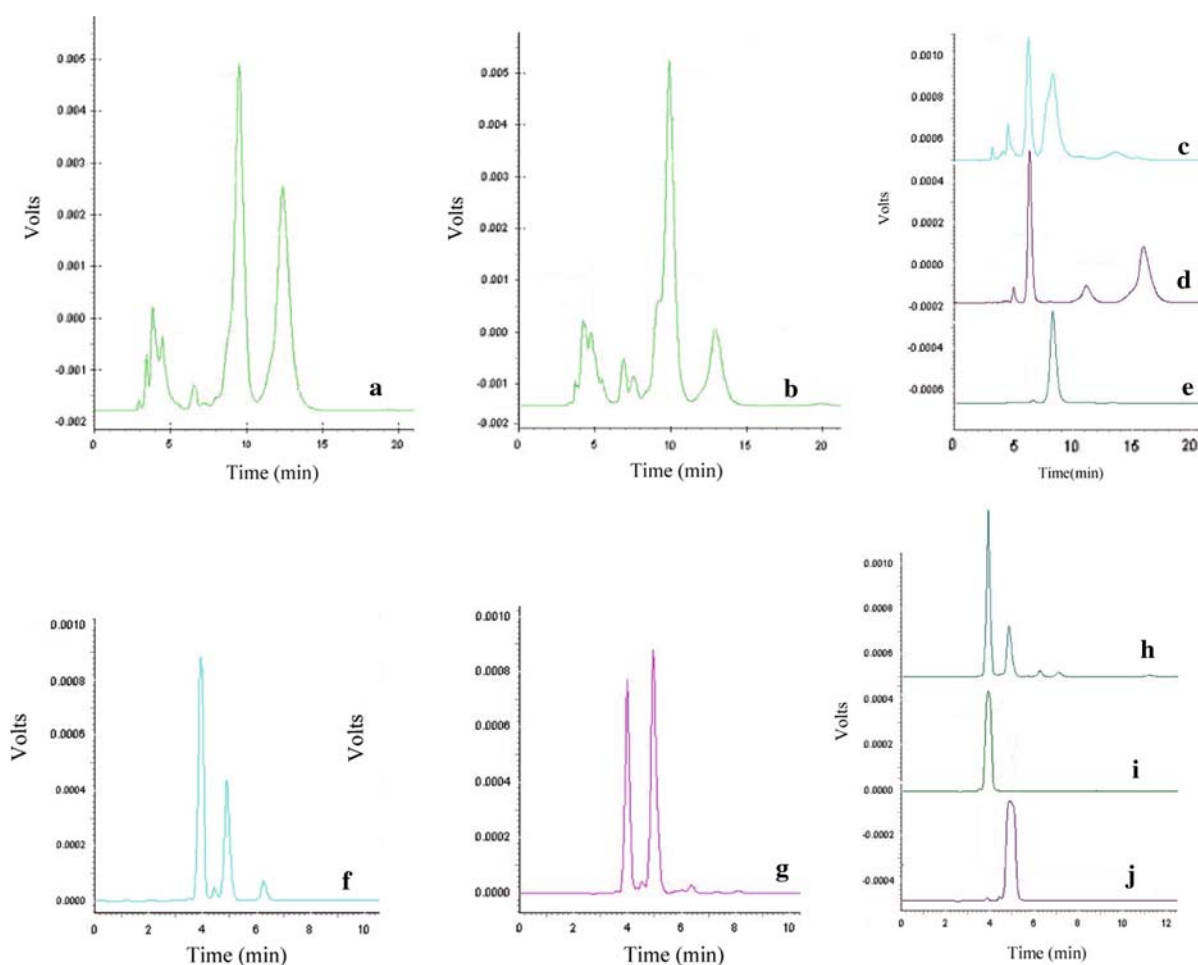 0.005
0.004
0.003
0.002
0.001
0.000
-0.001
-0.002
Volts
a
0 5 10 15 20
Time (min)
0.005
0.004
0.003
0.002
0.001
0.000
-0.001
-0.002
Volts
b
0 5 10 15 20
Time (min)
0.0010
0.0008
0.0006
0.0004
0.0002
0.0000
-0.0002
-0.0004
-0.0006
Volts
c
d
e
0 5 10 15 20
Time(min)
0.0010
0.0008
0.0006
0.0004
0.0002
0.0000
Volts
f
0 2 4 6 8 10
Time (min)
0.0010
0.0008
0.0006
0.0004
0.0002
0.0000
Volts
g
0 2 4 6 8 10
Time (min)
0.0010
0.0008
0.0006
0.0004
0.0002
0.0000
-0.0002
-0.0004
Volts
h
i
j
0 2 4 6 8 10 12
Time (min)